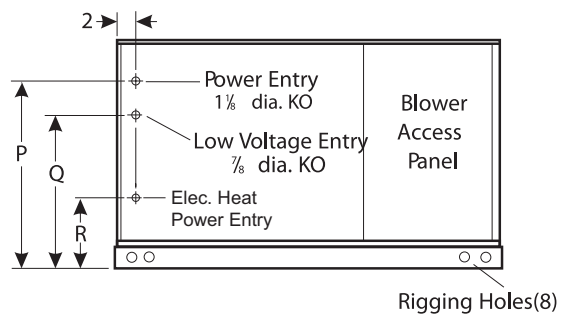 2
Power Entry
1⅛ dia. KO
Low Voltage Entry
⅞ dia. KO
Elec. Heat
Power Entry
Blower
Access
Panel
P
Q
R
Rigging Holes(8)